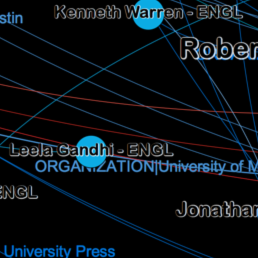 Kenneth Warren - ENGL
stin
Rober
Leela Gandhi - ENGL
ORGANIZATION|University of M
ENGL
Jonathan
University Press